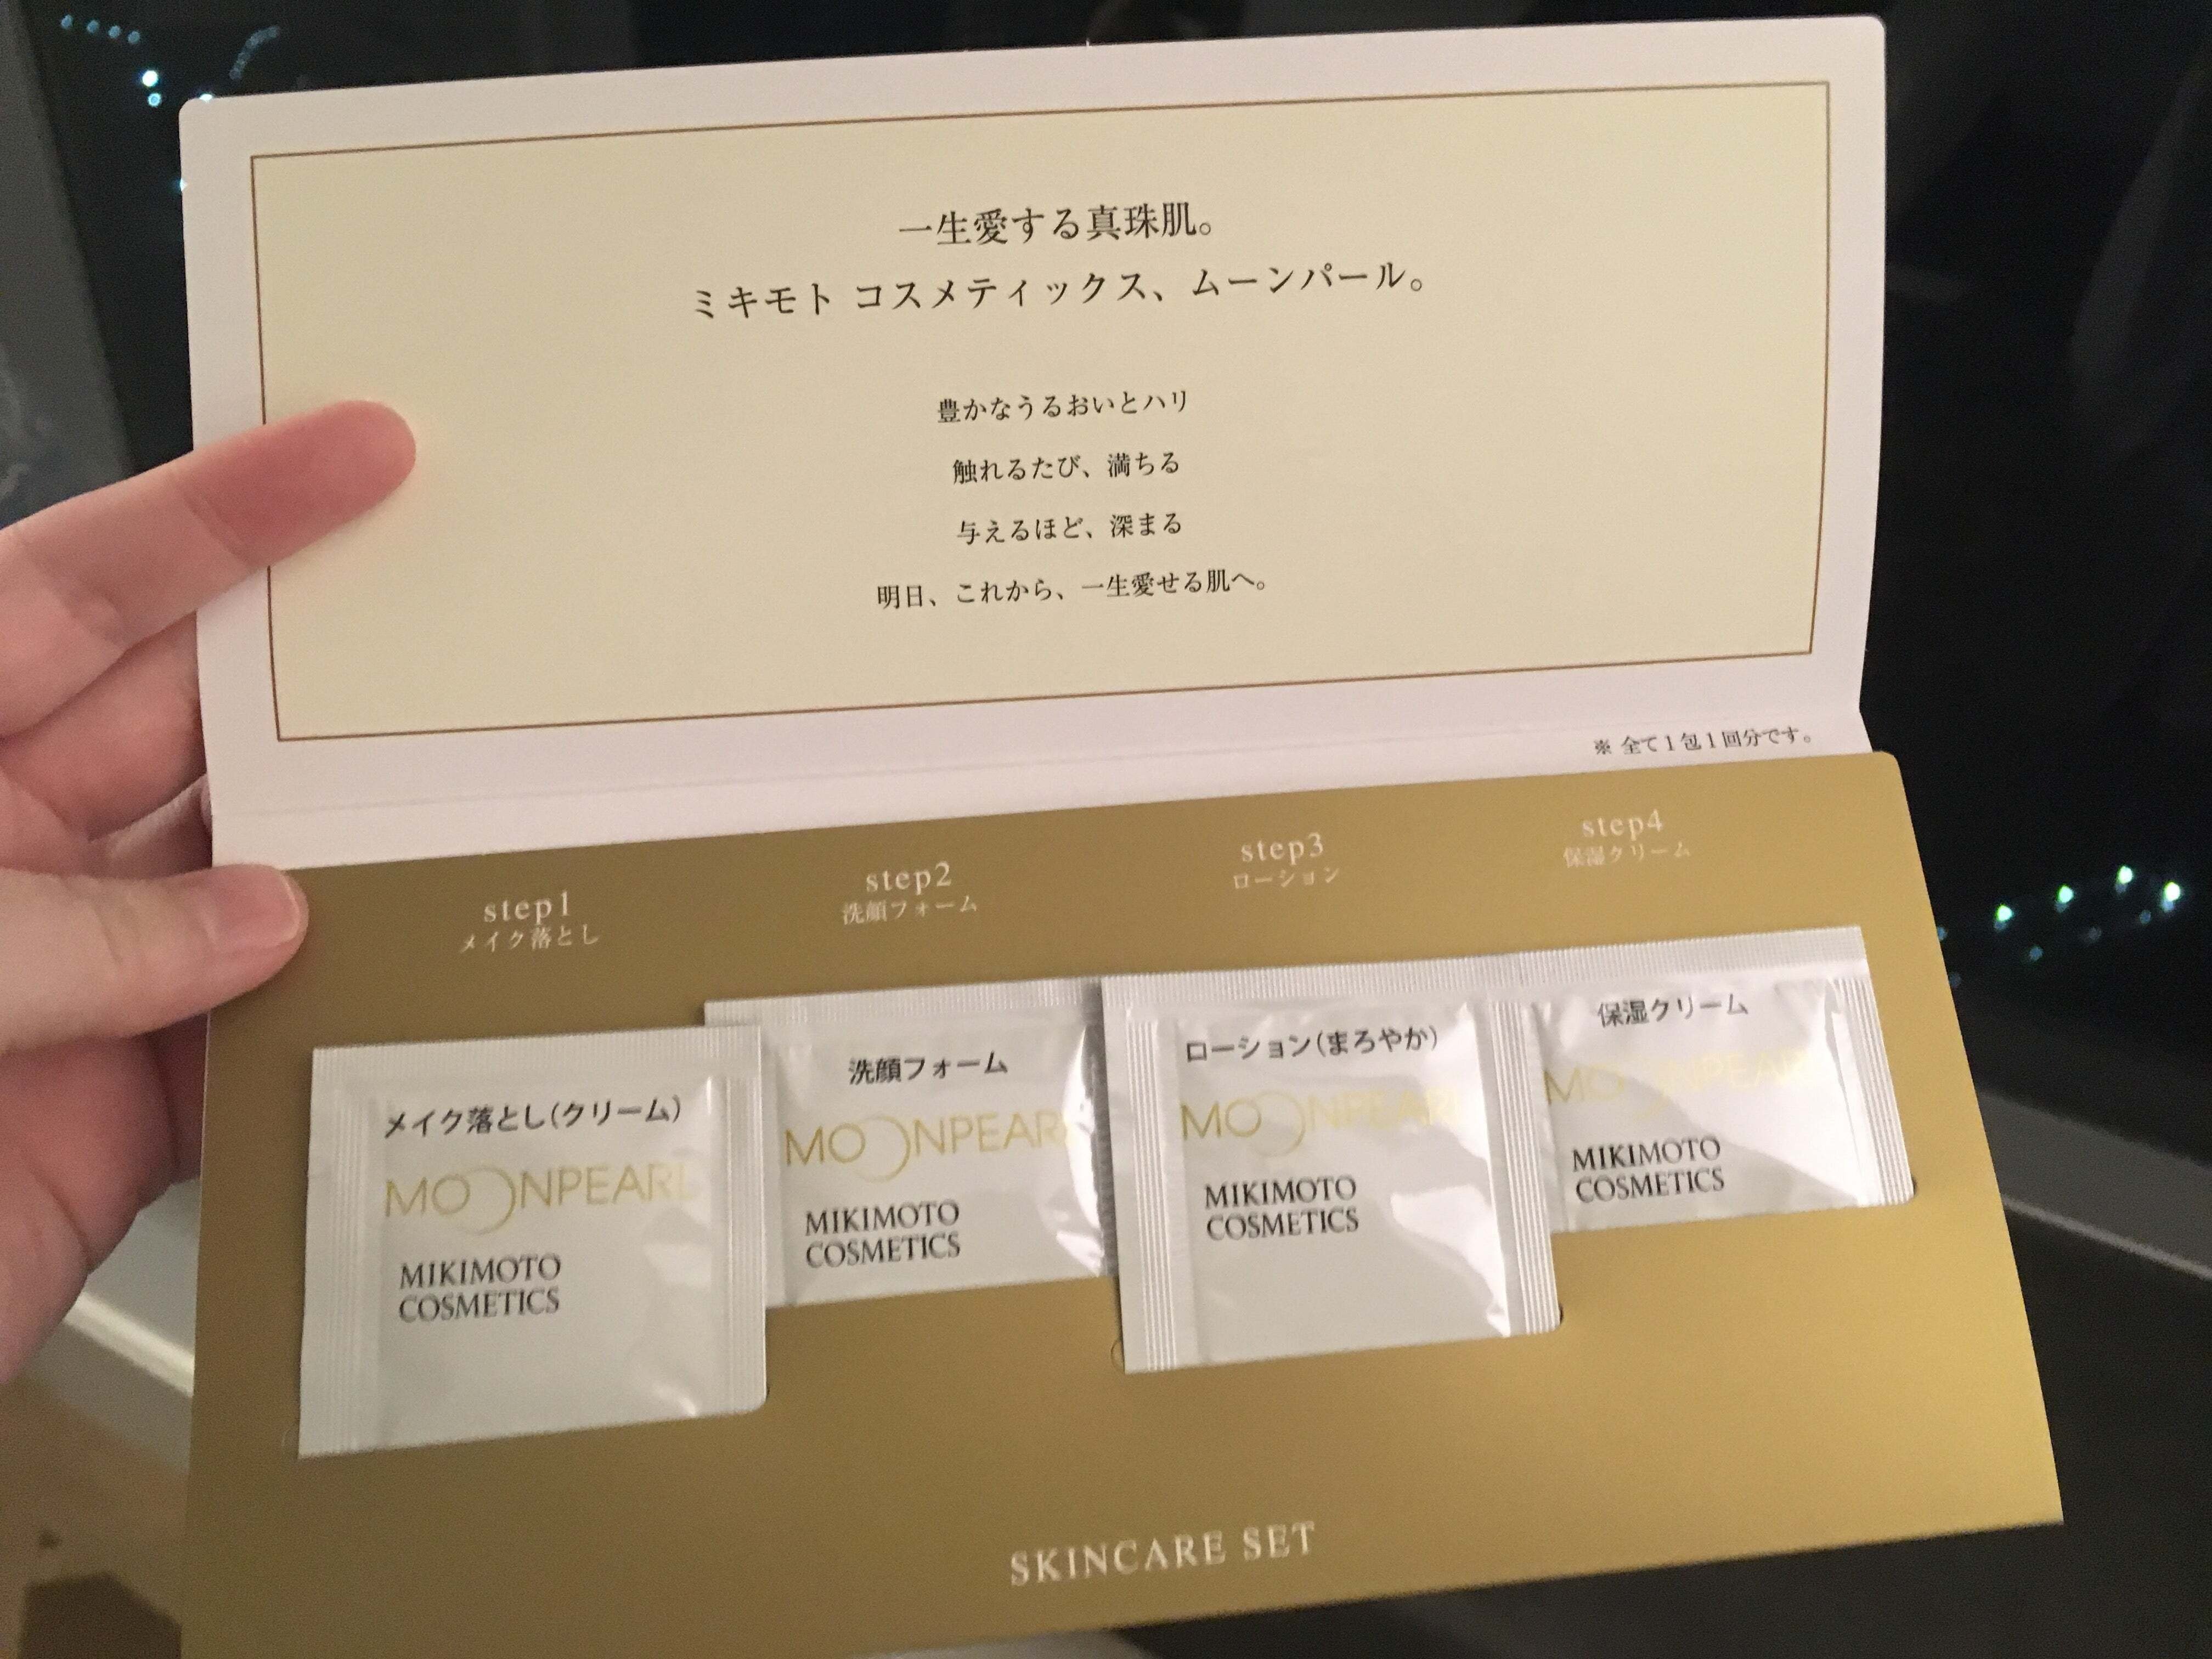 一生愛する真珠肌。
ミキモト コスメティックス、ムーンパール。
豊かなうるおいとハリ
触れるたび、満ちる
与えるほど、深まる
明日、これから、一生愛せる肌へ。
※ 全て1包1回分です。
step1
メイク落とし
step2
洗顔フォーム
step3
ローション
step4
保湿クリーム
メイク落とし(クリーム)
MOONPEARL
MIKIMOTO
COSMETICS
洗顔フォーム
MOONPEARL
MIKIMOTO
COSMETICS
ローション(まろやか)
MOONPEARL
MIKIMOTO
COSMETICS
保湿クリーム
MOONPEARL
MIKIMOTO
COSMETICS
SKINCARE SET